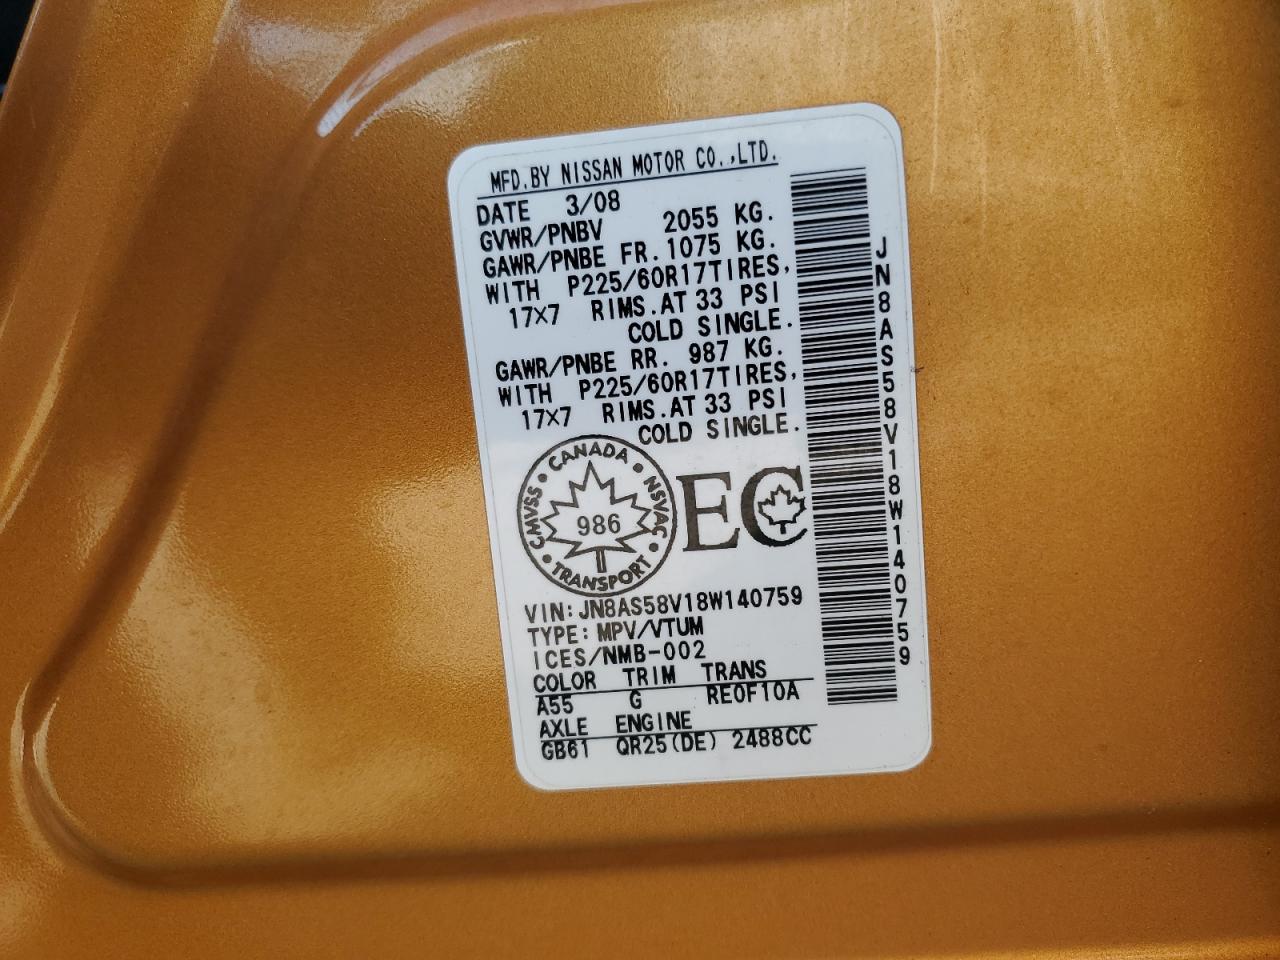 MFD.BY NISSAN MOTOR CO.,LTD.
DATE 3/08
GVWR/PNBV 2055 KG.
GAWR/PNBE FR. 1075 KG.
WITH P225/60R17TIRES,
17×7 RIMS.AT 33 PSI
COLD SINGLE.
GAWR/PNBE RR. 987 KG.
WITH P225/60R17TIRES,
17×7 RIMS.AT 33 PSI
COLD SINGLE.
CANADA • NSVAC • TRANSPORT • CMVSS •
986
EC
VIN: JN8AS58V18W140759
TYPE: MPV/VTUM
ICES/NMB-002
COLOR TRIM TRANS
A55 G RE0F10A
AXLE ENGINE
GB61 QR25(DE) 2488CC
JN8AS58V18W140759